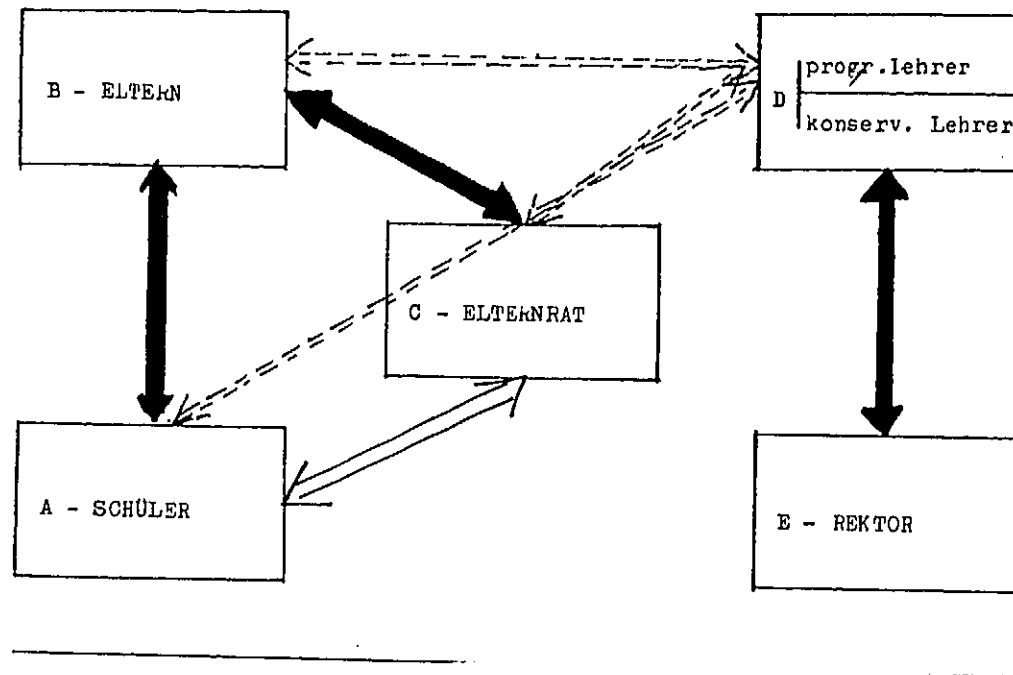 B - ELTERN
D
progr.lehrer
konserv. Lehrer
C - ELTERNRAT
A - SCHÜLER
E - REKTOR